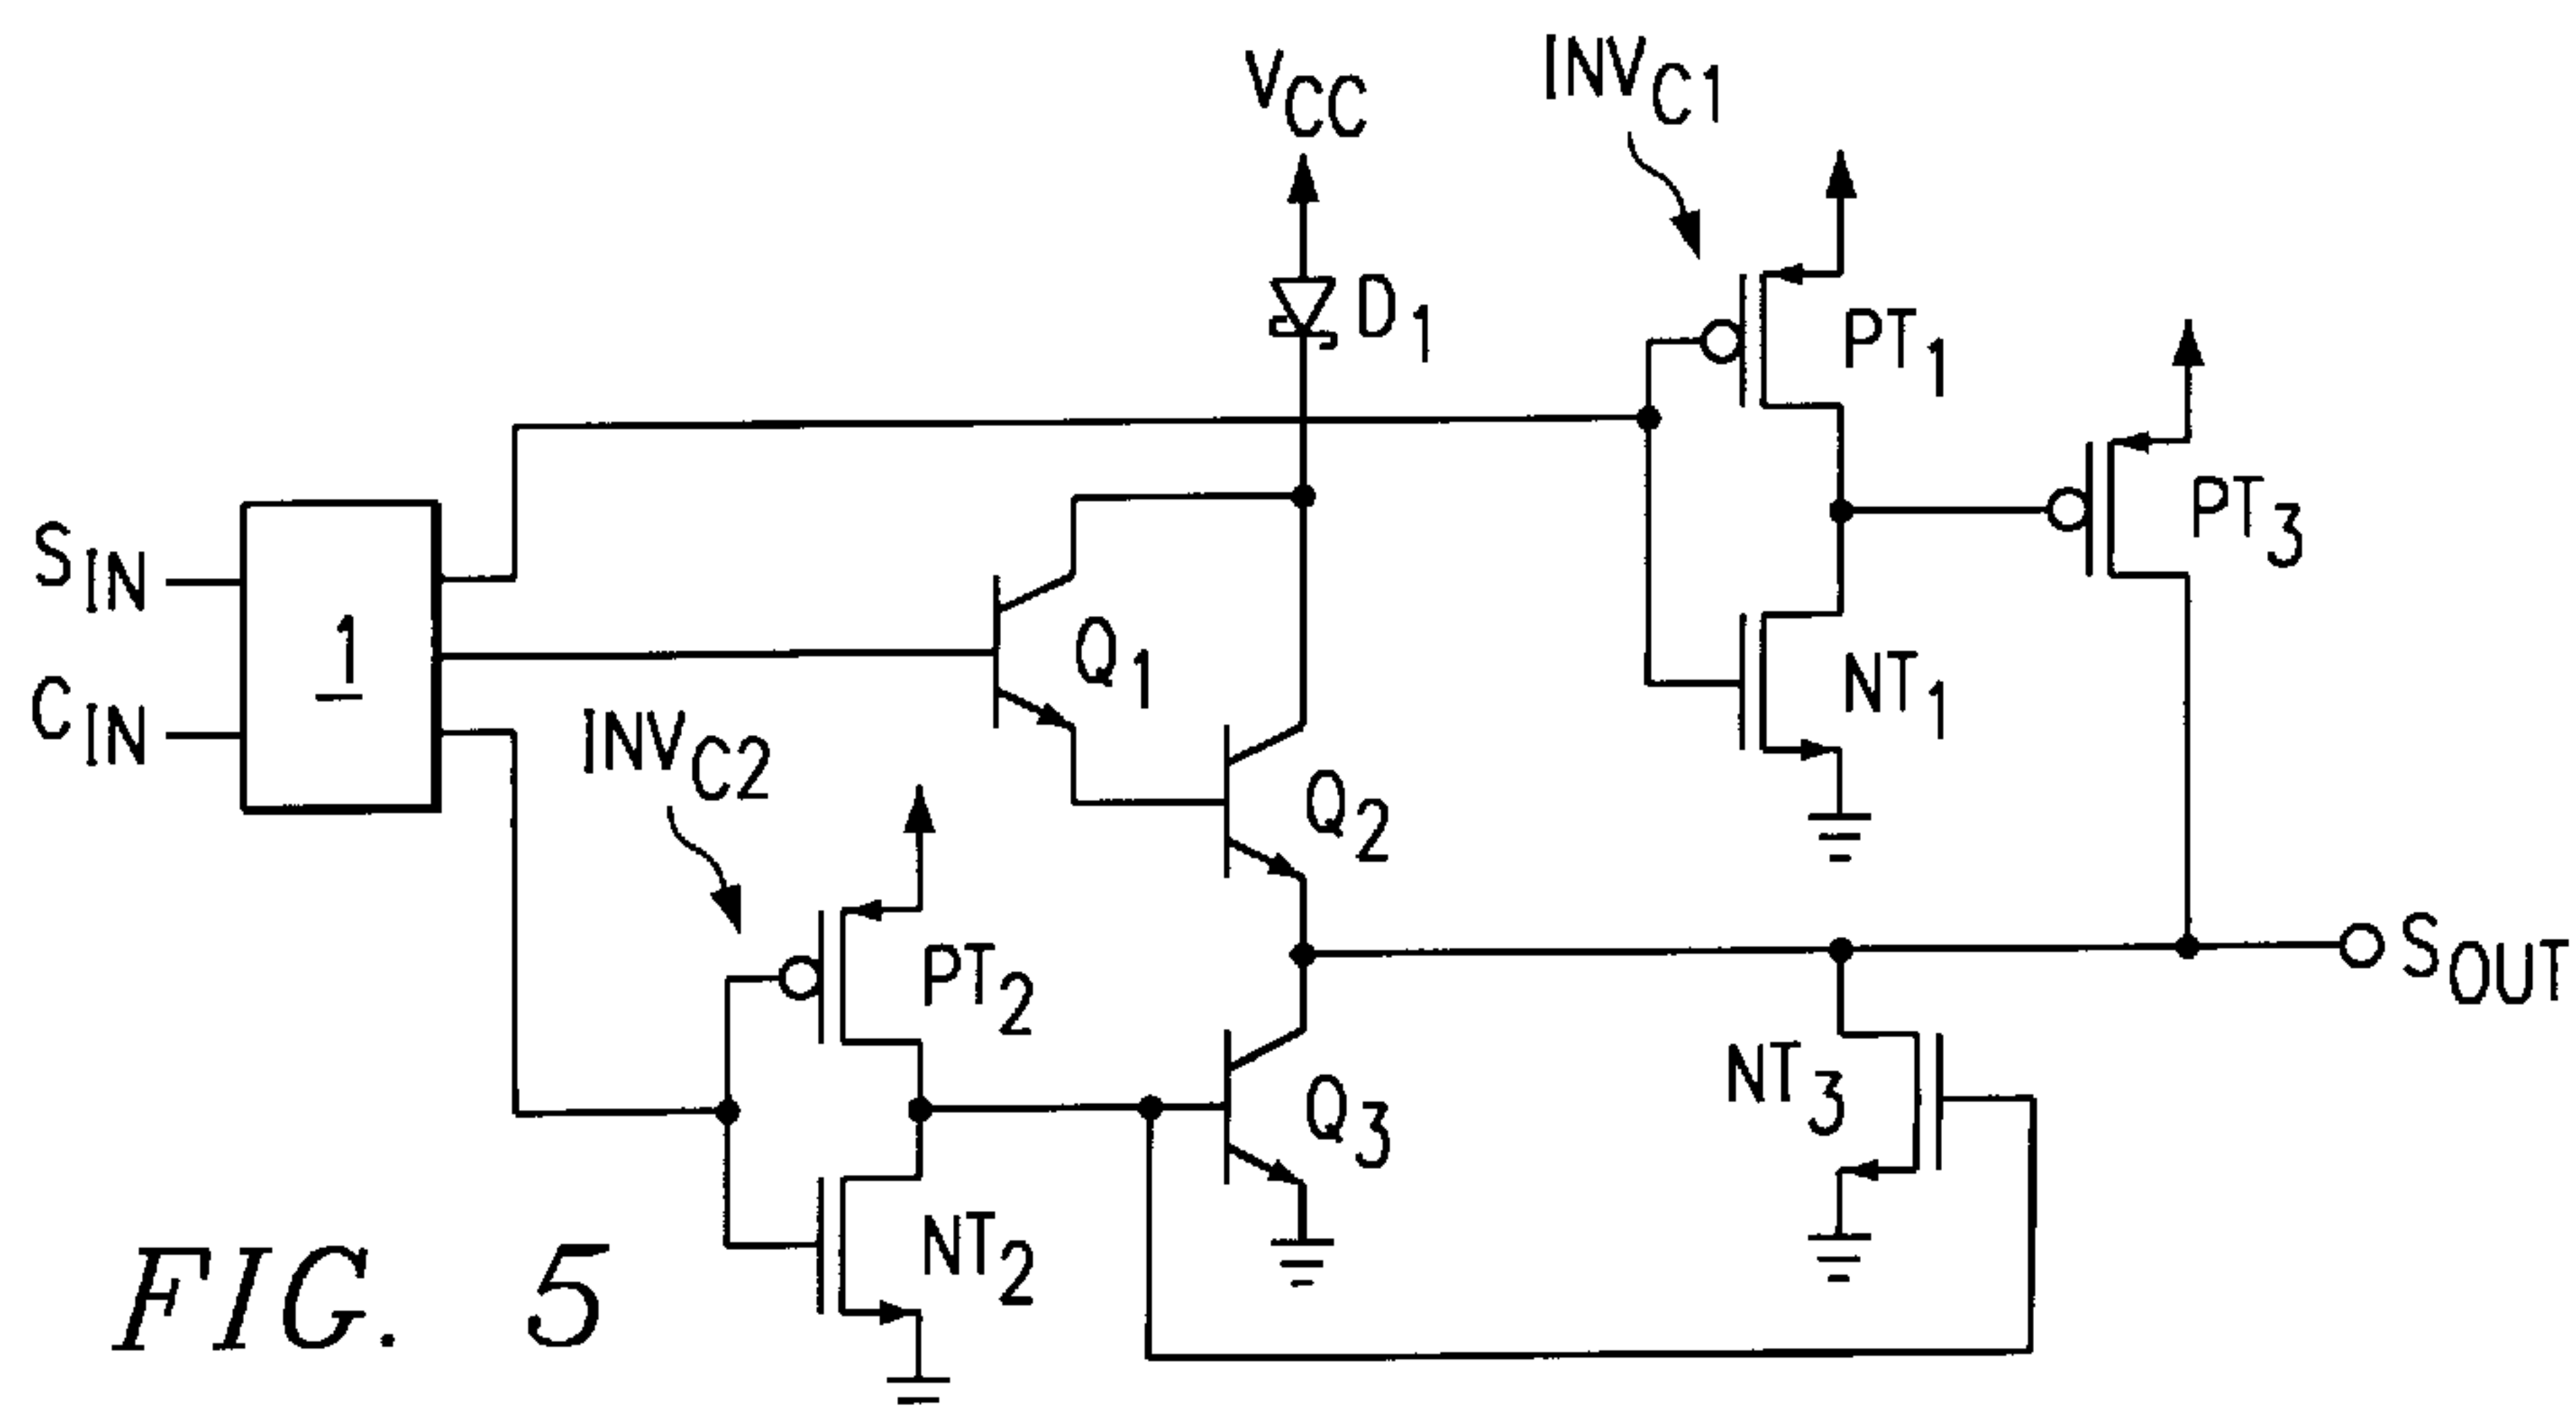 VCC
INVC1
D1
PT1
PT3
SIN
1
CIN
Q1
NT1
INVC2
Q2
SOUT
PT2
NT3
Q3
NT2
FIG. 5